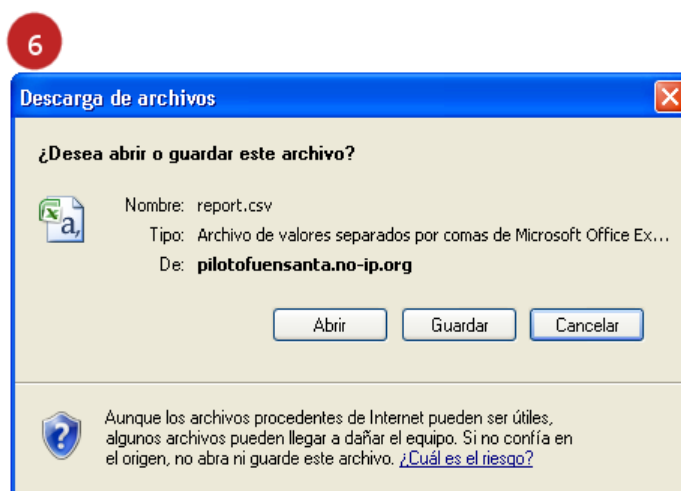 6
Descarga de archivos
¿Desea abrir o guardar este archivo?
a,
Nombre: report.csv
Tipo: Archivo de valores separados por comas de Microsoft Office Ex...
De: pilotofuensanta.no-ip.org
Abrir Guardar Cancelar
Aunque los archivos procedentes de Internet pueden ser útiles,
algunos archivos pueden llegar a dañar el equipo. Si no confía en
el origen, no abra ni guarde este archivo. ¿Cuál es el riesgo?